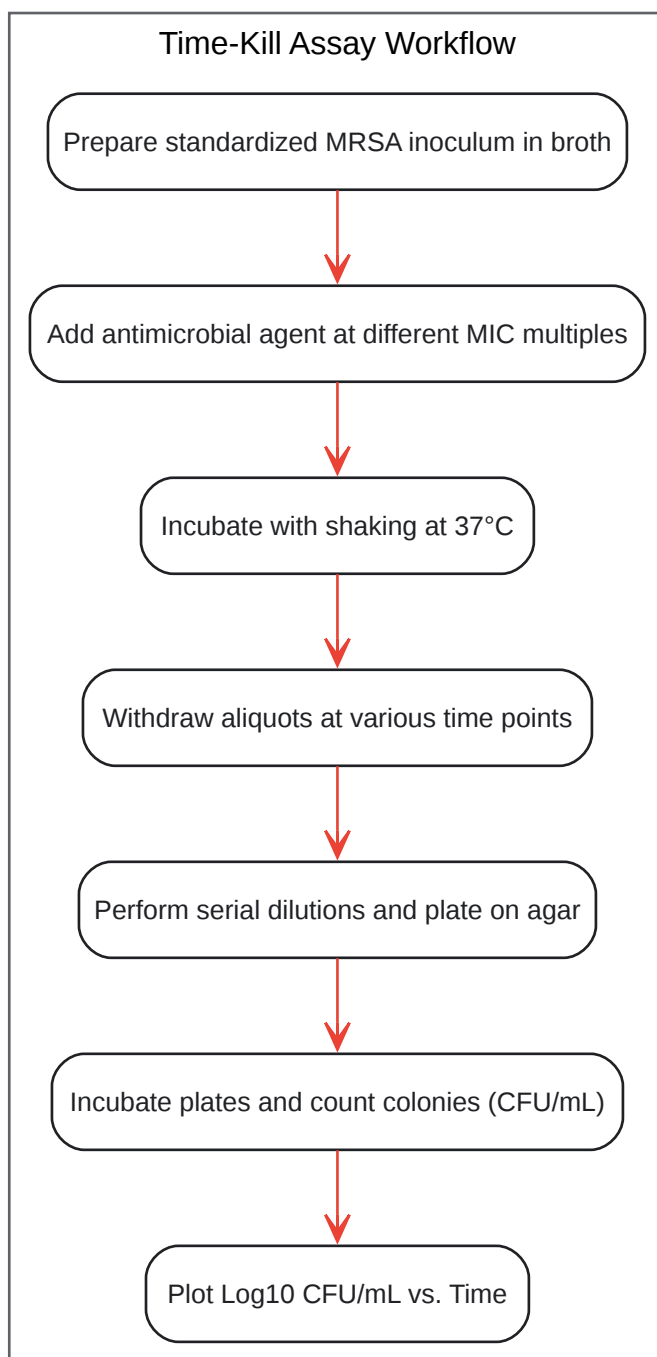 Time-Kill Assay Workflow
Prepare standardized MRSA inoculum in broth
Add antimicrobial agent at different MIC multiples
Incubate with shaking at 37°C
Withdraw aliquots at various time points
Perform serial dilutions and plate on agar
Incubate plates and count colonies (CFU/mL)
Plot Log10 CFU/mL vs. Time